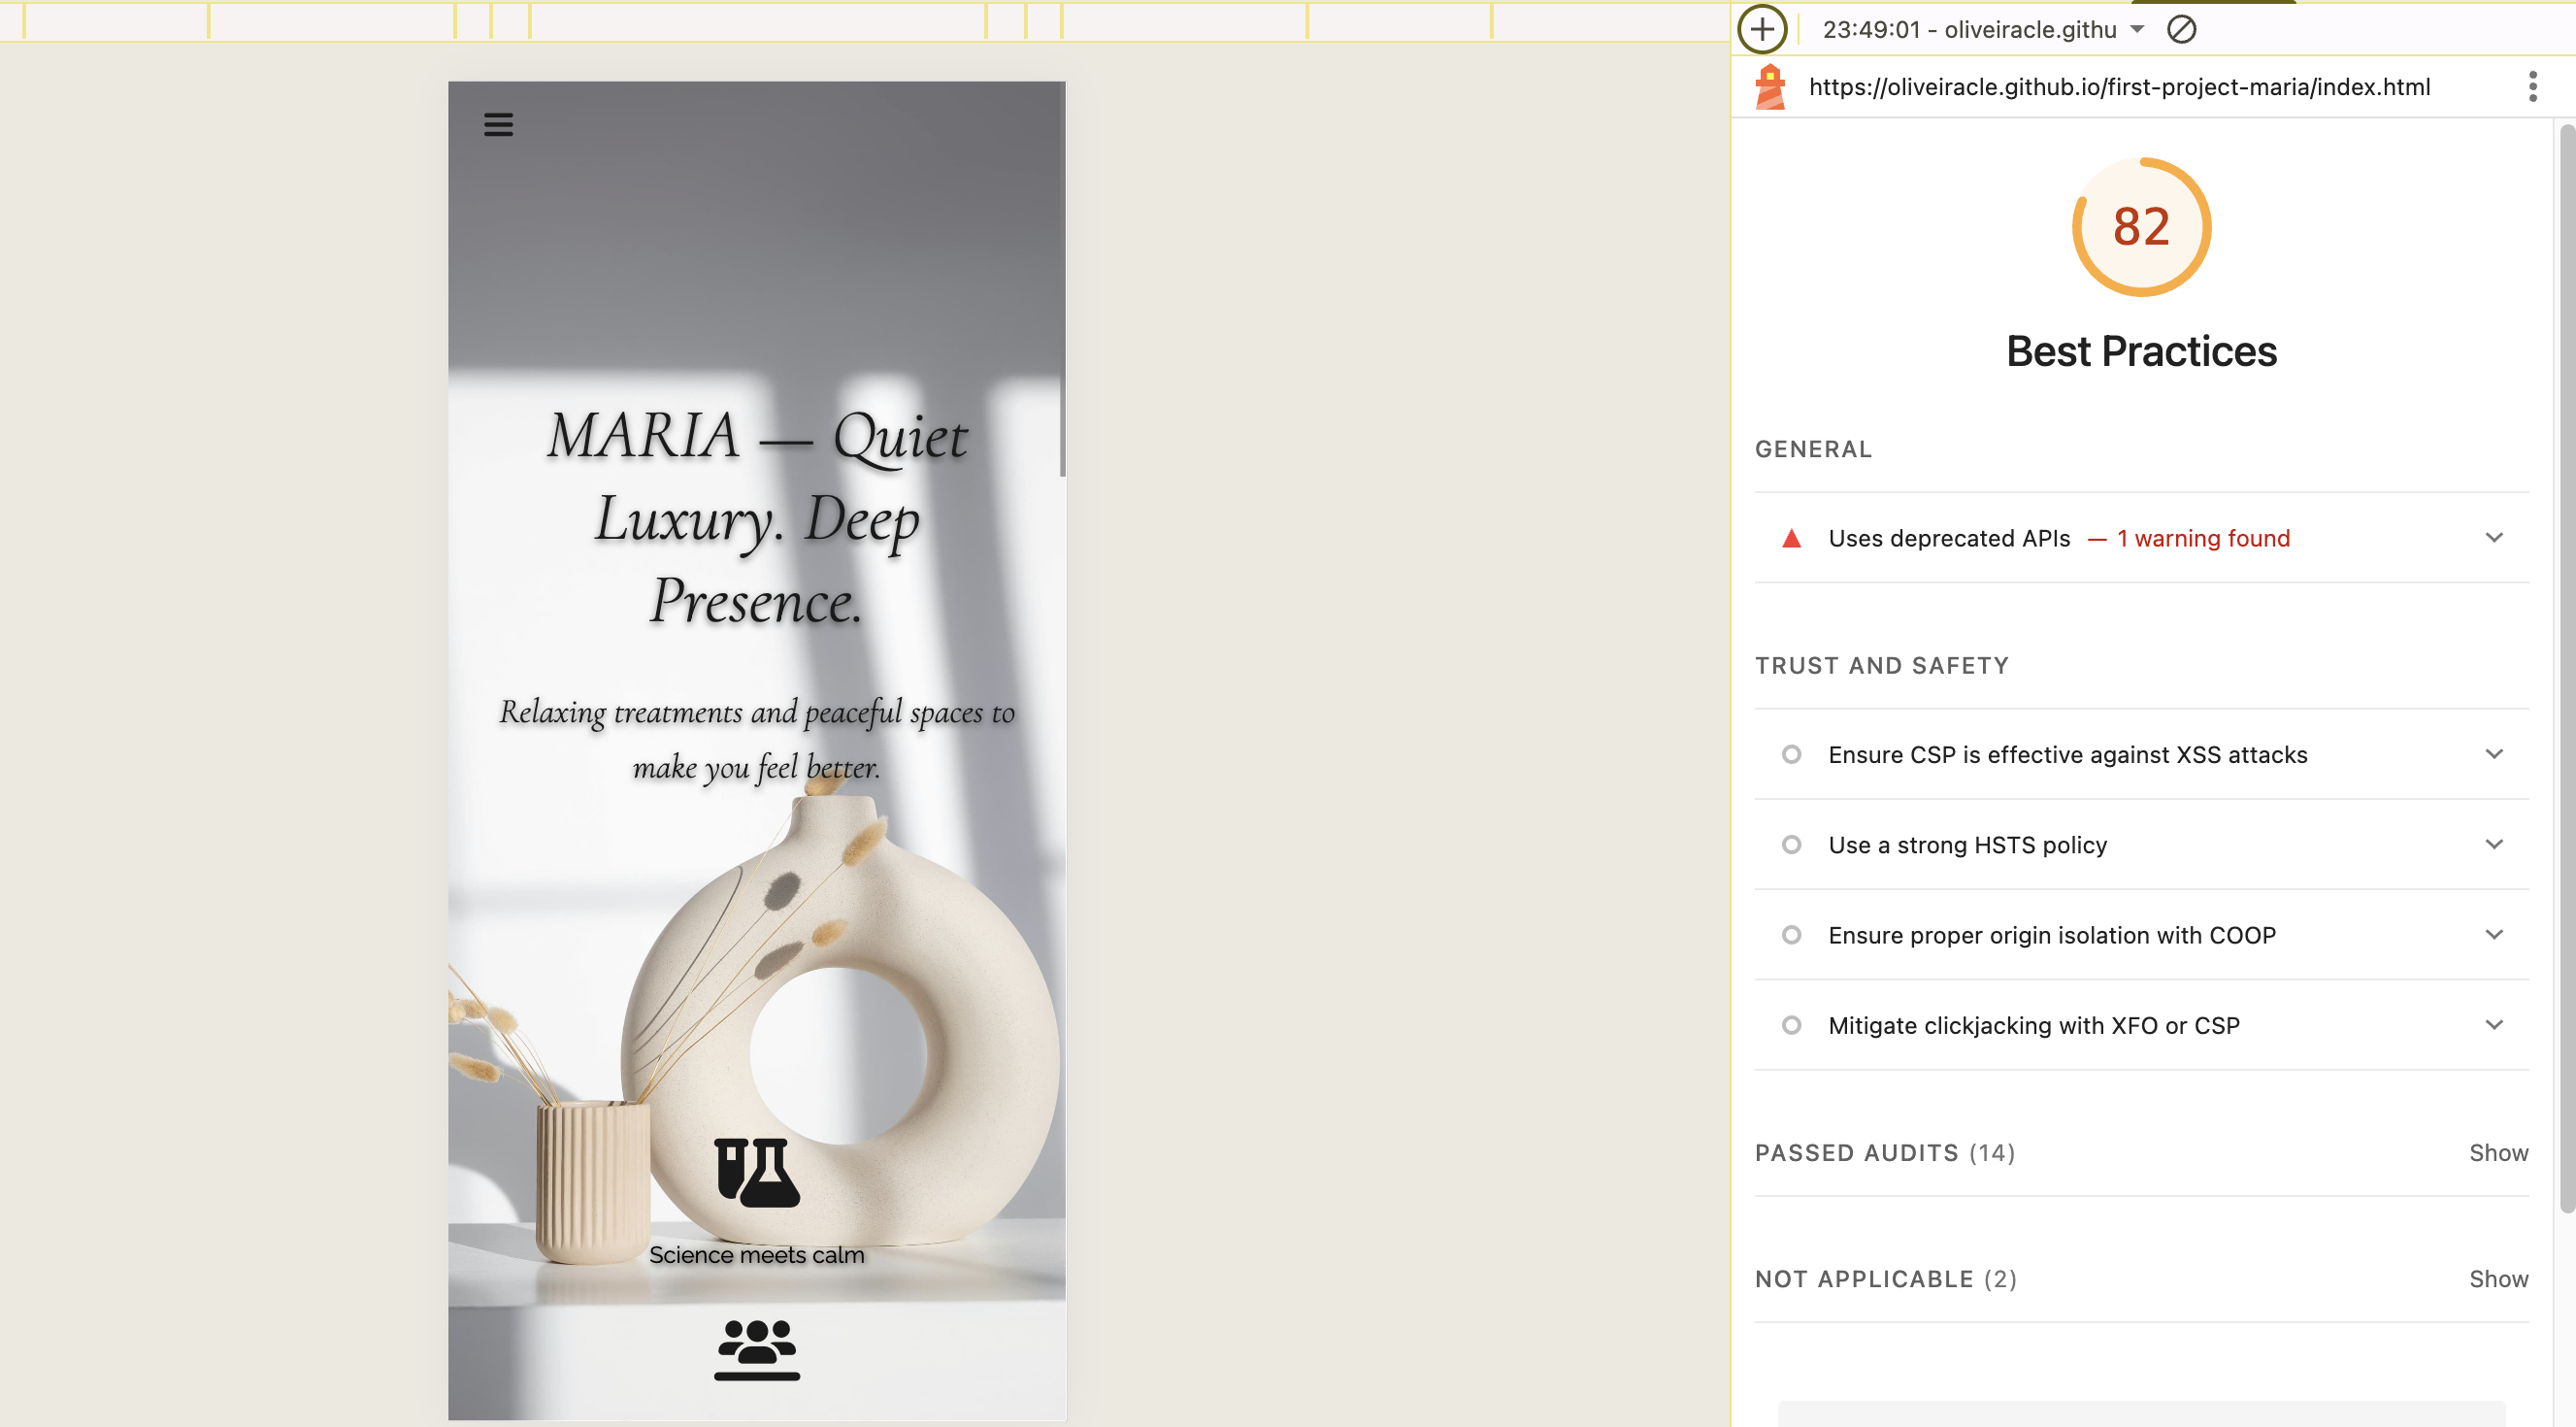 23:49:01 - oliveiracle.githu
https://oliveiracle.github.io/first-project-maria/index.html
MARIA — Quiet
Luxury. Deep
Presence.
Relaxing treatments and peaceful spaces to
make you feel better.
Science meets calm
82
Best Practices
GENERAL
Uses deprecated APIs — 1 warning found
TRUST AND SAFETY
Ensure CSP is effective against XSS attacks
Use a strong HSTS policy
Ensure proper origin isolation with COOP
Mitigate clickjacking with XFO or CSP
PASSED AUDITS (14) Show
NOT APPLICABLE (2) Show